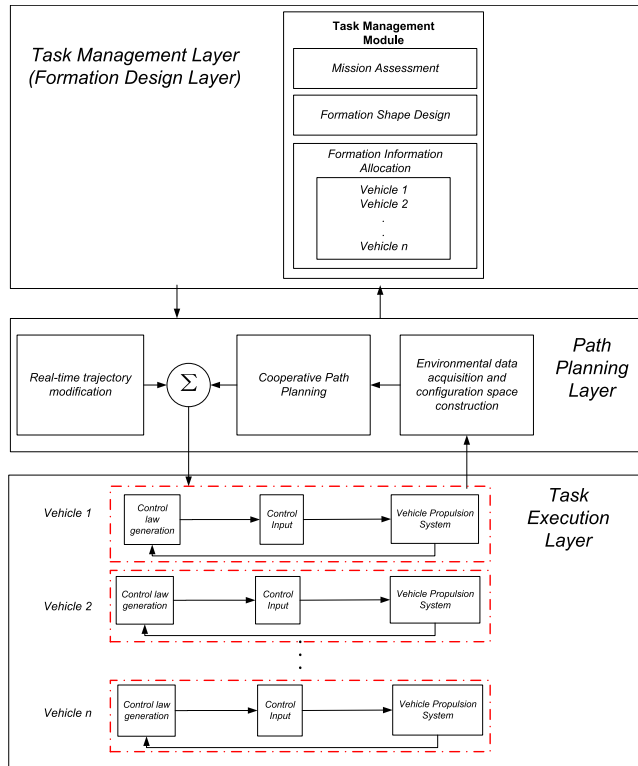 Task Management Layer
(Formation Design Layer)
Task Management
Module
Mission Assessment
Formation Shape Design
Formation Information
Allocation
Vehicle 1
Vehicle 2
.
.
Vehicle n
Real-time trajectory
modification
Σ
Cooperative Path
Planning
Environmental data
acquisition and
configuration space
construction
Path
Planning
Layer
Task
Execution
Layer
Vehicle 1
Control
law
generation
Control
Input
Vehicle Propulsion
System
Vehicle 2
Control law
generation
Control
Input
Vehicle Propulsion
System
.
.
.
Vehicle n
Control law
generation
Control
Input
Vehicle Propulsion
System